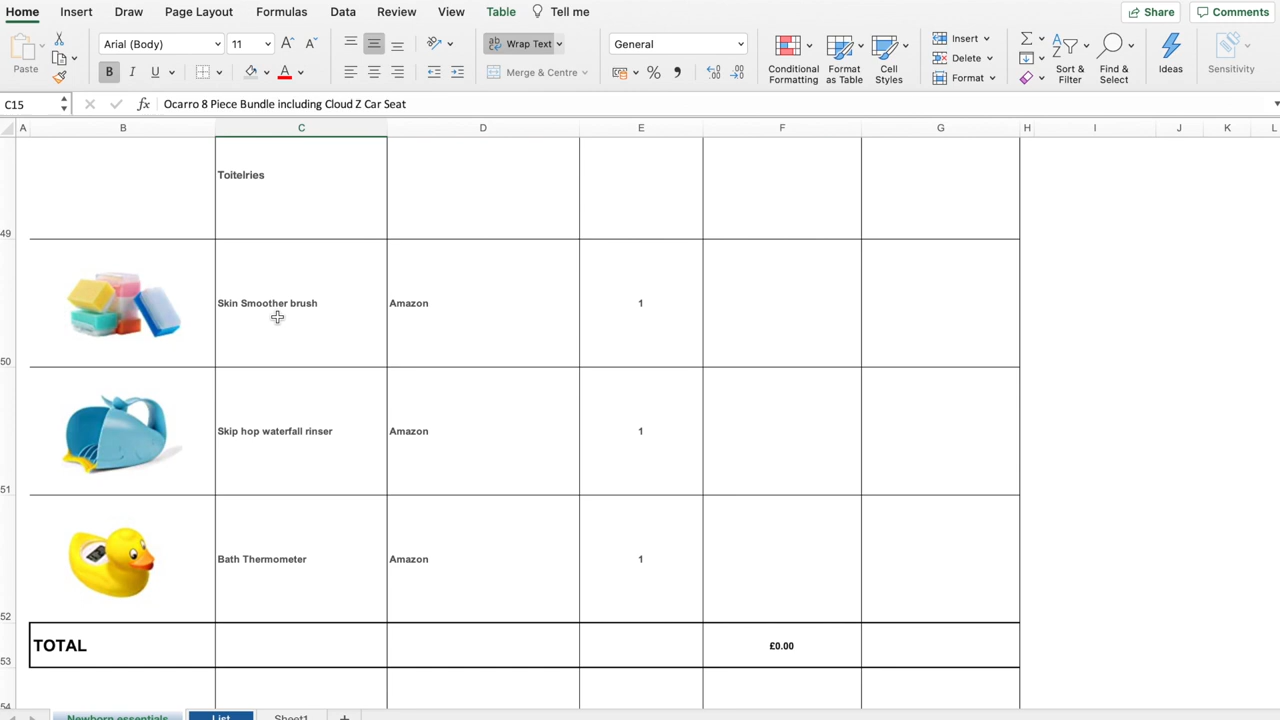 Home Insert Draw Page Layout Formulas Data Review View Table Tell me Share Comments
Paste
Arial (Body) 11
B I U A
Wrap Text
Merge & Centre
General
% ,
Conditional Formatting
Format as Table
Cell Styles
Insert
Delete
Format
Sort & Filter
Find & Select
Ideas
Sensitivity
C15 fx Ocarro 8 Piece Bundle including Cloud Z Car Seat
A B C D E F G H I J K L
Toitelries
49
Skin Smoother brush Amazon 1
50
Skip hop waterfall rinser Amazon 1
51
Bath Thermometer Amazon 1
52
TOTAL £0.00
53
54
Newborn essentials List Sheet1 +